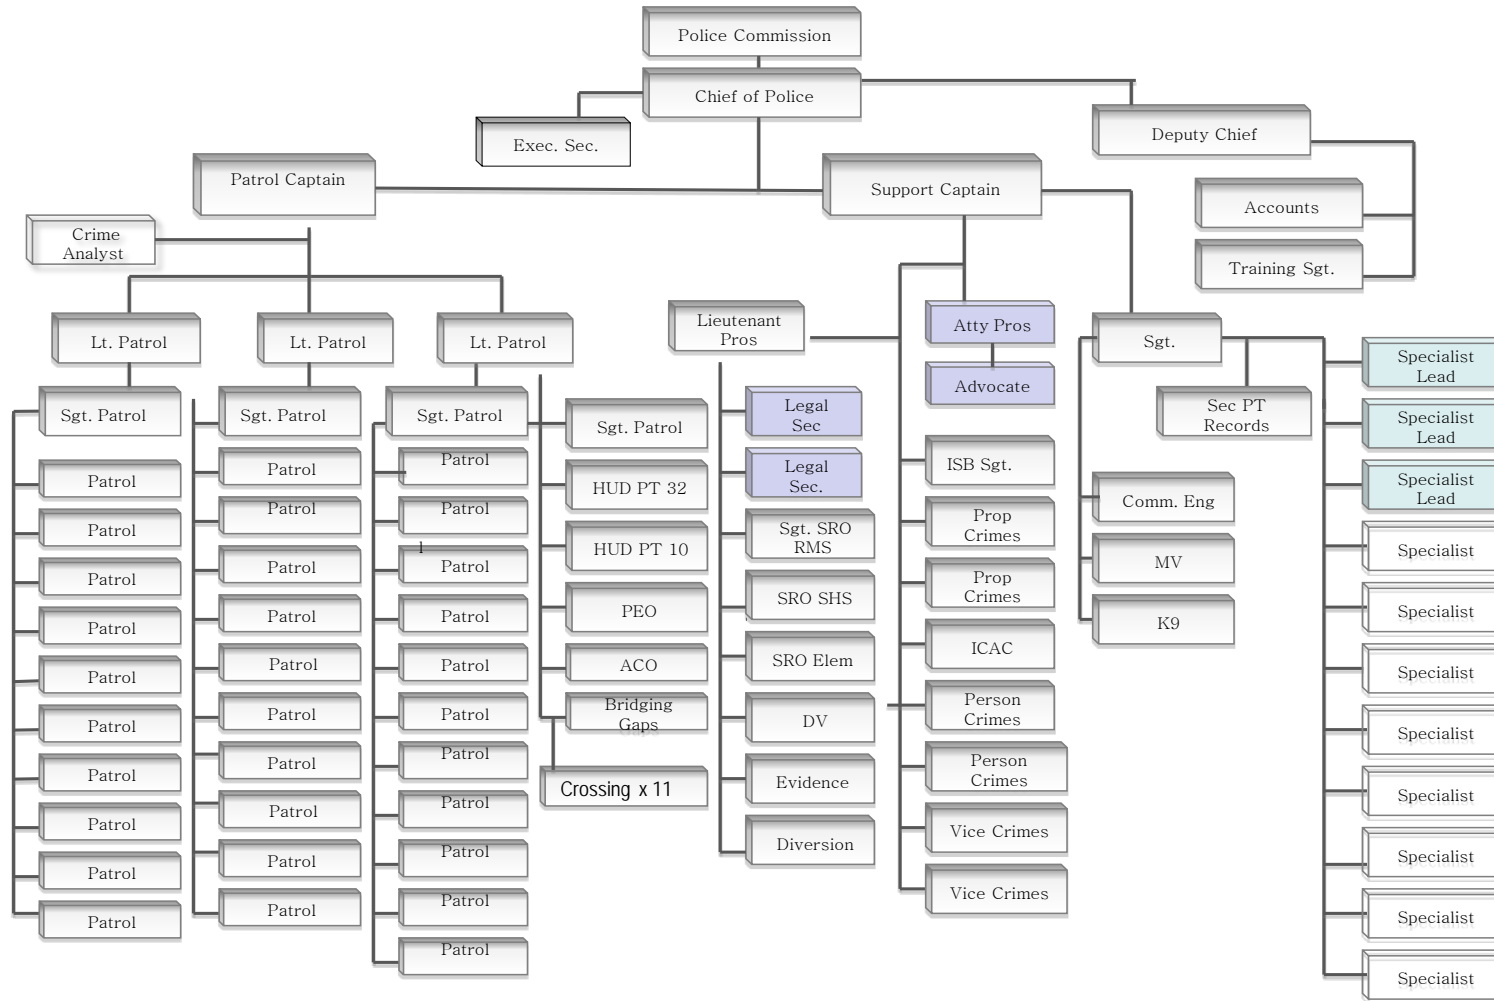 Police Commission
Chief of Police
Exec. Sec.
Deputy Chief
Patrol Captain
Support Captain
Accounts
Training Sgt.
Crime
Analyst
Lt. Patrol
Lt. Patrol
Lt. Patrol
Sgt. Patrol
Patrol
Patrol
Patrol
Patrol
Patrol
Patrol
Patrol
Patrol
Patrol
Patrol
Sgt. Patrol
Patrol
Patrol
Patrol
Patrol
Patrol
Patrol
Patrol
Patrol
Patrol
Patrol
Sgt. Patrol
Patrol
Patrol
l
Patrol
Patrol
Patrol
Patrol
Patrol
Patrol
Patrol
Patrol
Patrol
Sgt. Patrol
HUD PT 32
HUD PT 10
PEO
ACO
Bridging
Gaps
Crossing x 11
Lieutenant
Pros
Legal
Sec
Legal
Sec.
Sgt. SRO
RMS
SRO SHS
SRO Elem
DV
Evidence
Diversion
Atty Pros
Advocate
ISB Sgt.
Prop
Crimes
Prop
Crimes
ICAC
Person
Crimes
Person
Crimes
Vice Crimes
Vice Crimes
Sgt.
Sec PT
Records
Comm. Eng
MV
K9
Specialist
Lead
Specialist
Lead
Specialist
Lead
Specialist
Specialist
Specialist
Specialist
Specialist
Specialist
Specialist
Specialist